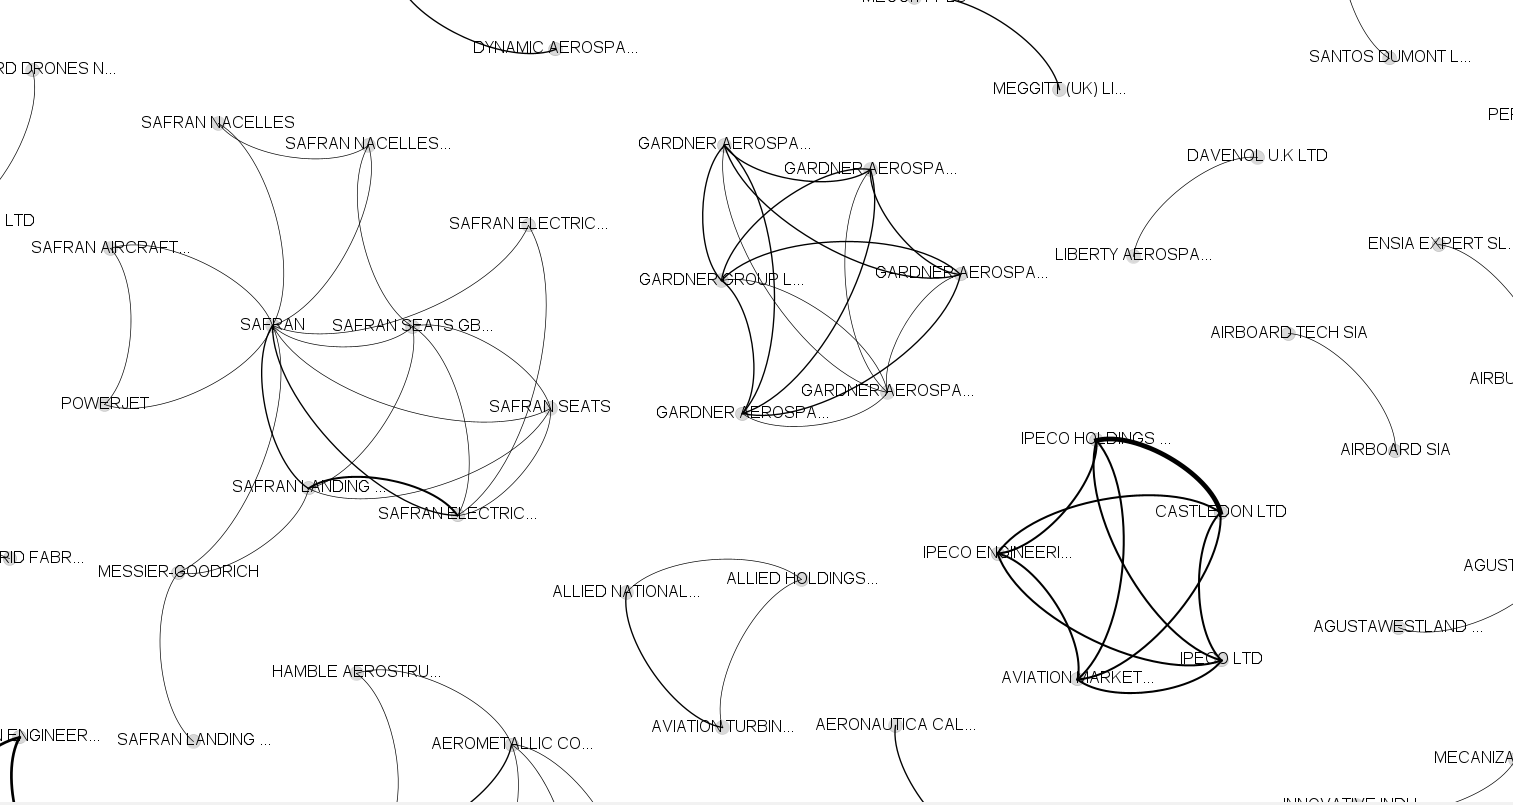 MEGGITT
DYNAMIC AEROSPA...
SANTOS DUMONT L...
RD DRONES N...
MEGGITT (UK) LI...
SAFRAN NACELLES
SAFRAN NACELLES...
GARDNER AEROSPA...
DAVENOL U.K LTD
GARDNER AEROSPA...
LTD
SAFRAN ELECTRIC...
SAFRAN AIRCRAFT...
ENSIA EXPERT SL.
LIBERTY AEROSPA...
GARDNER GROUP L...
GARDNER AEROSPA...
SAFRAN
SAFRAN SEATS GB...
AIRBOARD TECH SIA
AIRBU
POWERJET
SAFRAN SEATS
GARDNER AEROSPA...
GARDNER AEROSPA...
IPECO HOLDINGS ...
AIRBOARD SIA
SAFRAN LANDING ...
SAFRAN ELECTRIC...
CASTLEDON LTD
RID FABR...
IPECO ENGINEERI...
MESSIER-GOODRICH
ALLIED NATIONAL...
ALLIED HOLDINGS...
AGUST
AGUSTAWESTLAND ...
HAMBLE AEROSTRU...
IPECO LTD
AVIATION MARKET...
N ENGINEER...
SAFRAN LANDING ...
AEROMETALLIC CO...
AVIATION TURBIN...
AERONAUTICA CAL...
MECANIZA
INNOVATIVE INDU